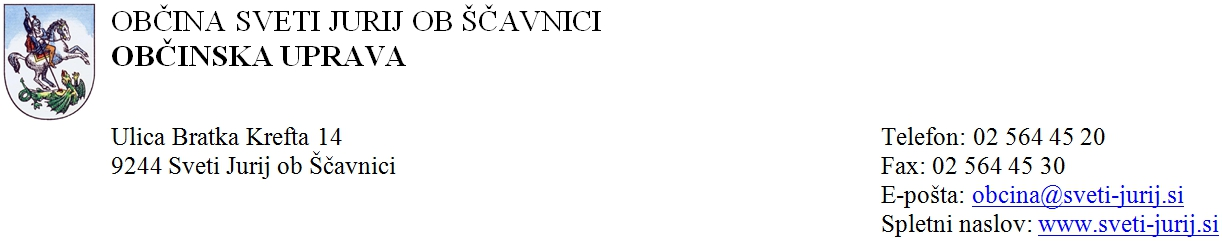 OBČINA SVETI JURIJ OB ŠČAVNICI
OBČINSKA UPRAVA
Ulica Bratka Krefta 14
9244 Sveti Jurij ob Ščavnici
Telefon: 02 564 45 20
Fax: 02 564 45 30
E-pošta: obcina@sveti-jurij.si
Spletni naslov: www.sveti-jurij.si